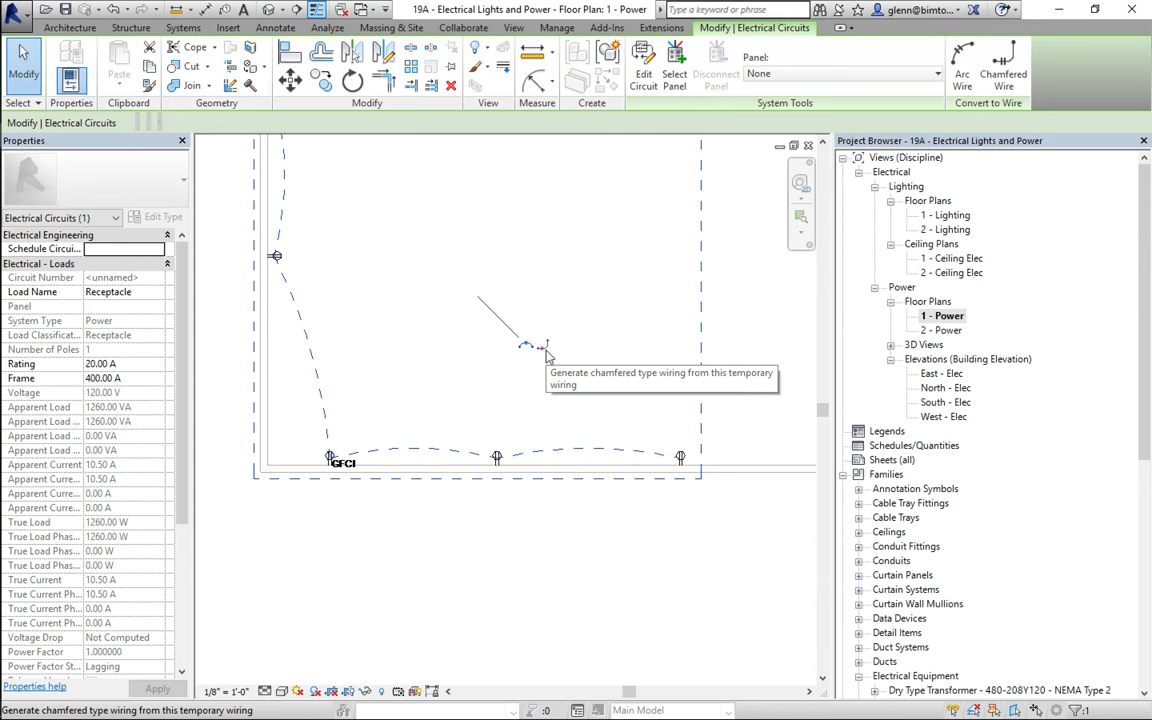 19A - Electrical Lights and Power - Floor Plan: 1 - Power
Type a keyword or phrase
glenn@bimto...
Architecture Structure Systems Insert Annotate Analyze Massing & Site Collaborate View Manage Add-Ins Extensions Modify | Electrical Circuits
Modify
Select
Properties
Paste
Clipboard
Cope
Cut
Join
Geometry
Modify
View
Measure
Create
Edit Circuit
Select Panel
Disconnect Panel
Panel:
None
System Tools
Arc Wire
Chamfered Wire
Convert to Wire
Modify | Electrical Circuits
Properties
Electrical Circuits (1)
Edit Type
Electrical Engineering
Schedule Circui...
Electrical - Loads
Circuit Number <unnamed>
Load Name Receptacle
Panel
System Type Power
Load Classificat... Receptacle
Number of Poles 1
Rating 20.00 A
Frame 400.00 A
Voltage 120.00 V
Apparent Load 1260.00 VA
Apparent Load ... 1260.00 VA
Apparent Load ... 0.00 VA
Apparent Load ... 0.00 VA
Apparent Current 10.50 A
Apparent Curre... 10.50 A
Apparent Curre... 0.00 A
Apparent Curre... 0.00 A
True Load 1260.00 W
True Load Phas... 1260.00 W
True Load Phas... 0.00 W
True Load Phas... 0.00 W
True Current 10.50 A
True Current Ph... 10.50 A
True Current Ph... 0.00 A
True Current Ph... 0.00 A
Voltage Drop Not Computed
Power Factor 1.000000
Power Factor St... Lagging
Properties help
Apply
GFCI
Generate chamfered type wiring from this temporary
wiring
1/8" = 1'-0"
Project Browser - 19A - Electrical Lights and Power
Views (Discipline)
Electrical
Lighting
Floor Plans
1 - Lighting
2 - Lighting
Ceiling Plans
1 - Ceiling Elec
2 - Ceiling Elec
Power
Floor Plans
1 - Power
2 - Power
3D Views
Elevations (Building Elevation)
East - Elec
North - Elec
South - Elec
West - Elec
Legends
Schedules/Quantities
Sheets (all)
Families
Annotation Symbols
Cable Tray Fittings
Cable Trays
Ceilings
Conduit Fittings
Conduits
Curtain Panels
Curtain Systems
Curtain Wall Mullions
Data Devices
Detail Items
Duct Systems
Ducts
Electrical Equipment
Dry Type Transformer - 480-208Y120 - NEMA Type 2
Generate chamfered type wiring from this temporary wiring
:0
Main Model
:1